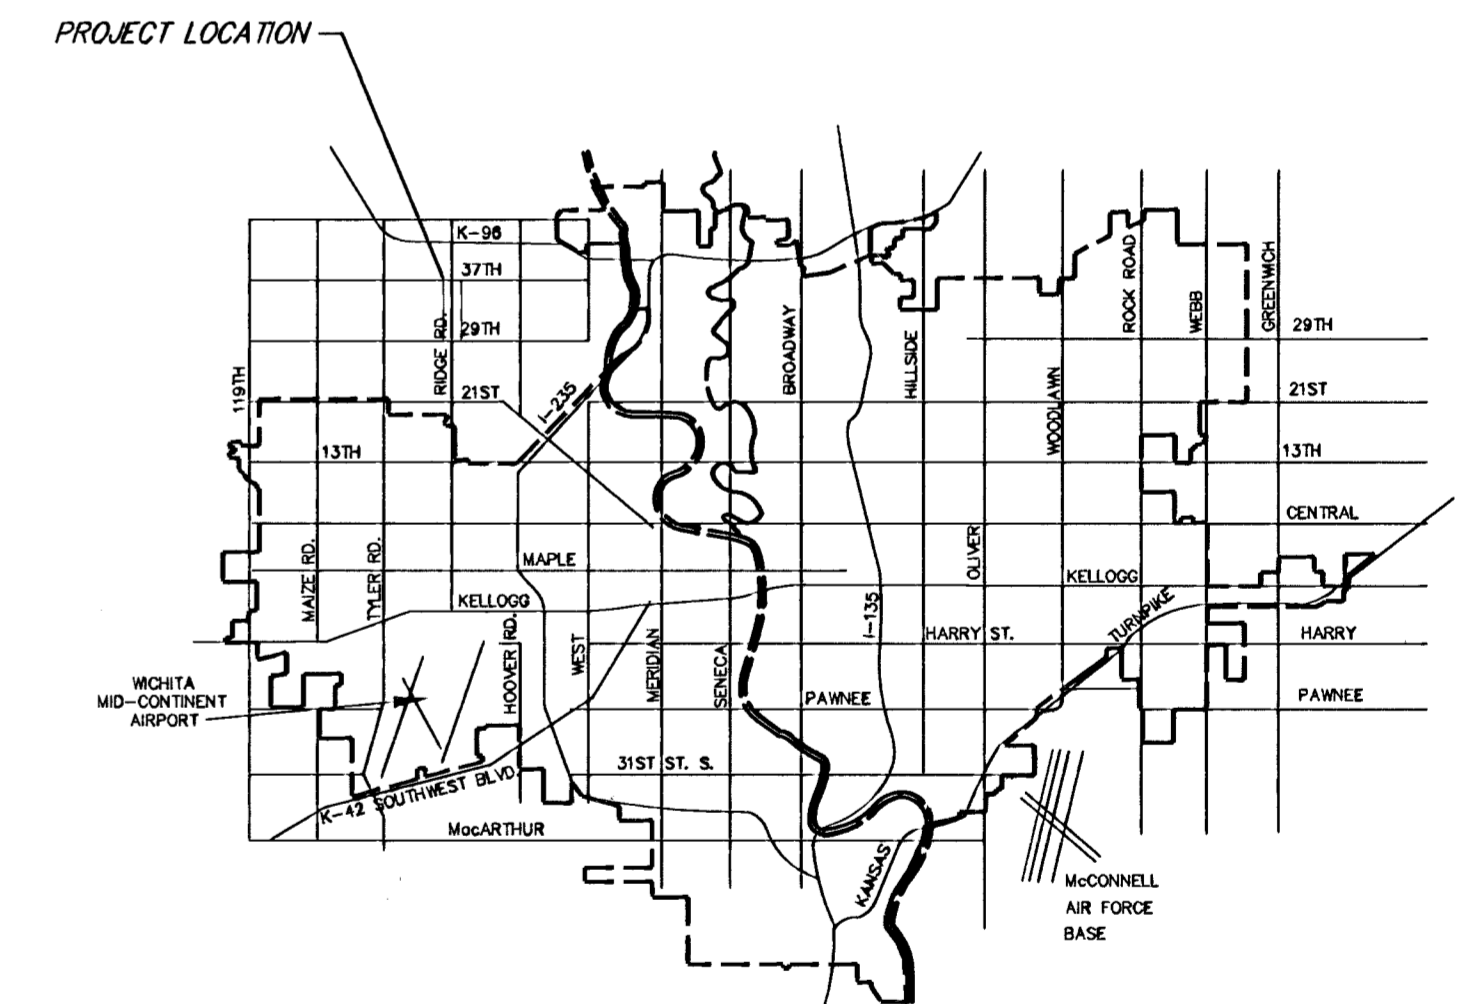 PROJECT LOCATION
K-96
37TH
29TH
RIDGE RD.
21ST
119TH
I-235
13TH
BROADWAY
HILLSIDE
WOODLAWN
ROCK ROAD
WEBB
GREENWICH
29TH
21ST
13TH
CENTRAL
MAIZE RD.
TYLER RD.
MAPLE
KELLOGG
HOOVER RD.
WEST
MERIDIAN
SENECA
I-135
OLIVER
KELLOGG
TURNPIKE
HARRY ST.
HARRY
PAWNEE
PAWNEE
WICHITA
MID-CONTINENT
AIRPORT
31ST ST. S.
K-42 SOUTHWEST BLVD.
MacARTHUR
KANSAS
McCONNELL
AIR FORCE
BASE